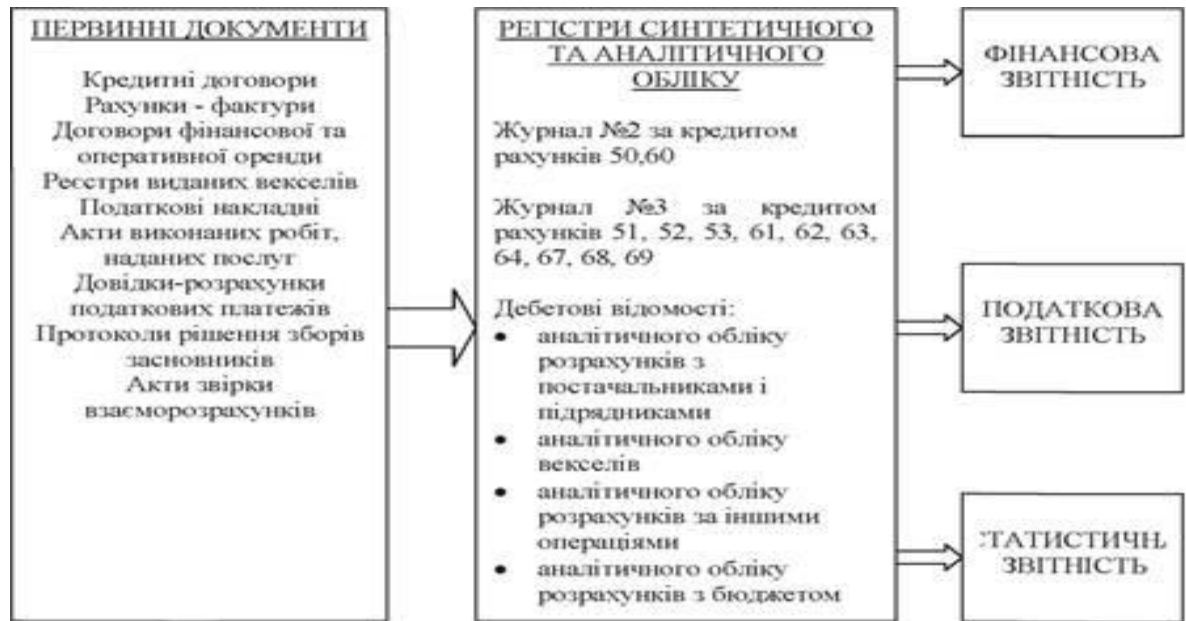 ПЕРВИННІ ДОКУМЕНТИ
Кредитні договори
Рахунки - фактури
Договори фінансової та
оперативної оренди
Реєстри виданих векселів
Податкові накладні
Акти виконаних робіт,
наданих послуг
Довідки-розрахунки
податкових платежів
Протоколи рішення зборів
засновників
Акти звірки
взаєморозрахунків
РЕГІСТРИ СИНТЕТИЧНОГО
ТА АНАЛІТИЧНОГО
ОБЛІКУ
Журнал №2 за кредитом
рахунків 50,60
Журнал №3 за кредитом
рахунків 51, 52, 53, 61, 62, 63,
64, 67, 68, 69
Дебетові відомості:
• аналітичного обліку
розрахунків з
постачальниками і
підрядниками
• аналітичного обліку
векселів
• аналітичного обліку
розрахунків за іншими
операціями
• аналітичного обліку
розрахунків з бюджетом
ФІНАНСОВА
ЗВІТНІСТЬ
ПОДАТКОВА
ЗВІТНІСТЬ
ТАТИСТИЧН
ЗВІТНІСТЬ